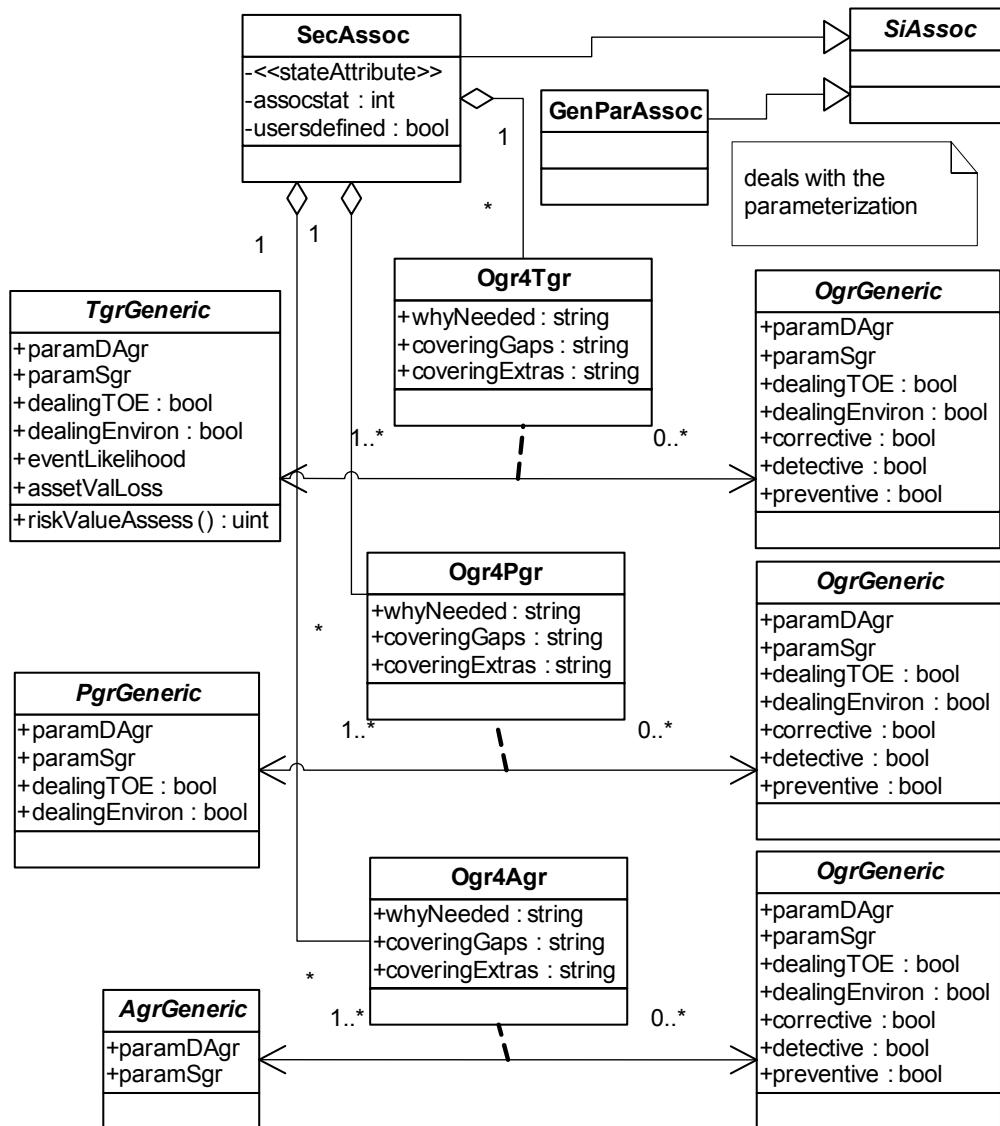 SecAssoc
-<<stateAttribute>>
-assocstat : int
-usersdefined : bool
SiAssoc
GenParAssoc
deals with the
parameterization
1
*
1
1
Ogr4Tgr
+whyNeeded : string
+coveringGaps : string
+coveringExtras : string
TgrGeneric
+paramDAgr
+paramSgr
+dealingTOE : bool
+dealingEnviron : bool
+eventLikelihood
+assetValLoss
+riskValueAssess() : uint
1..*
0..*
OgrGeneric
+paramDAgr
+paramSgr
+dealingTOE : bool
+dealingEnviron : bool
+corrective : bool
+detective : bool
+preventive : bool
Ogr4Pgr
+whyNeeded : string
+coveringGaps : string
+coveringExtras : string
*
PgrGeneric
+paramDAgr
+paramSgr
+dealingTOE : bool
+dealingEnviron : bool
1..*
0..*
OgrGeneric
+paramDAgr
+paramSgr
+dealingTOE : bool
+dealingEnviron : bool
+corrective : bool
+detective : bool
+preventive : bool
Ogr4Agr
+whyNeeded : string
+coveringGaps : string
+coveringExtras : string
*
AgrGeneric
+paramDAgr
+paramSgr
1..*
0..*
OgrGeneric
+paramDAgr
+paramSgr
+dealingTOE : bool
+dealingEnviron : bool
+corrective : bool
+detective : bool
+preventive : bool